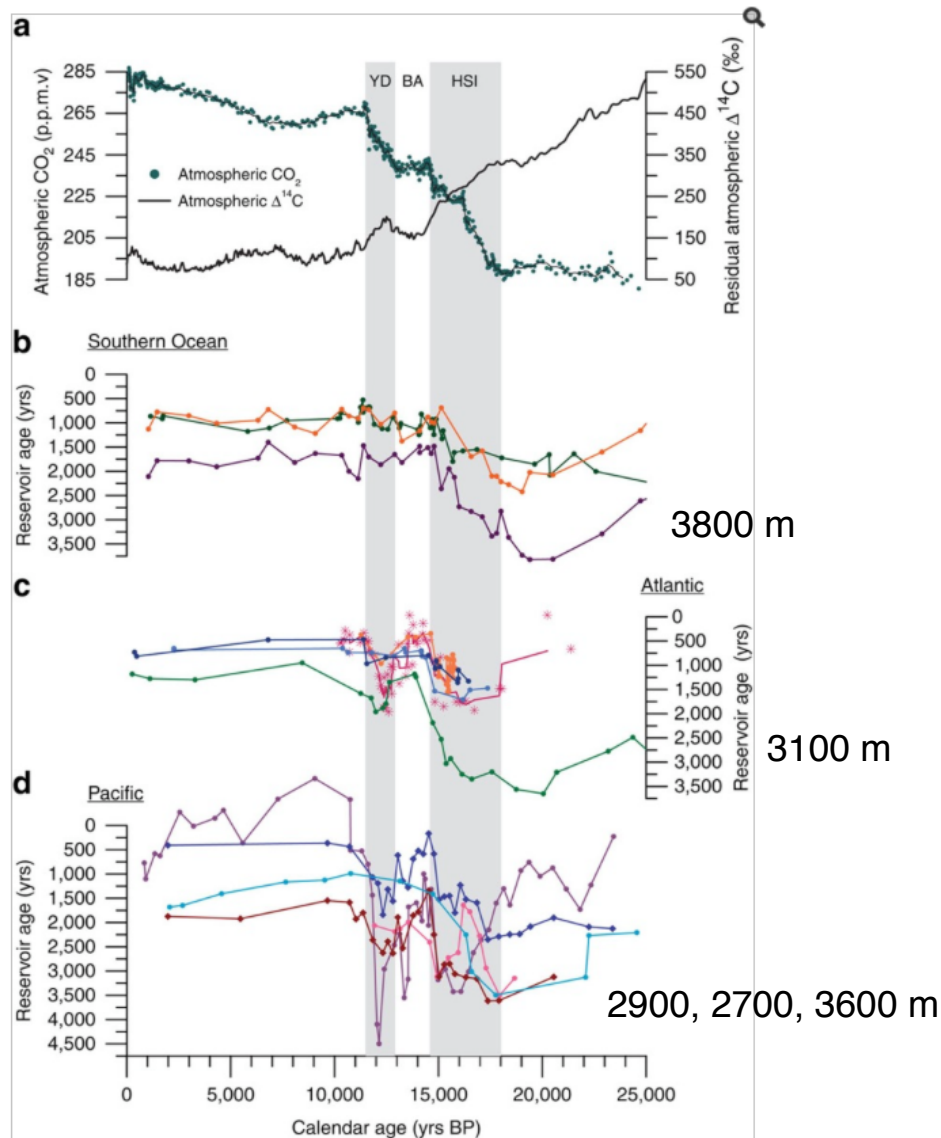 a
285
265
245
225
205
185
Atmospheric CO₂ (p.p.m.v)
YD
BA
HSI
Atmospheric CO₂
Atmospheric Δ¹⁴C
550
450
350
250
150
50
Residual atmospheric Δ¹⁴C (‰)
b
Southern Ocean
0
500
1,000
1,500
2,000
2,500
3,000
3,500
Reservoir age (yrs)
3800 m
c
Atlantic
0
500
1,000
1,500
2,000
2,500
3,000
3,500
Reservoir age (yrs)
3100 m
d
Pacific
0
500
1,000
1,500
2,000
2,500
3,000
3,500
4,000
4,500
Reservoir age (yrs)
2900, 2700, 3600 m
0
5,000
10,000
15,000
20,000
25,000
Calendar age (yrs BP)